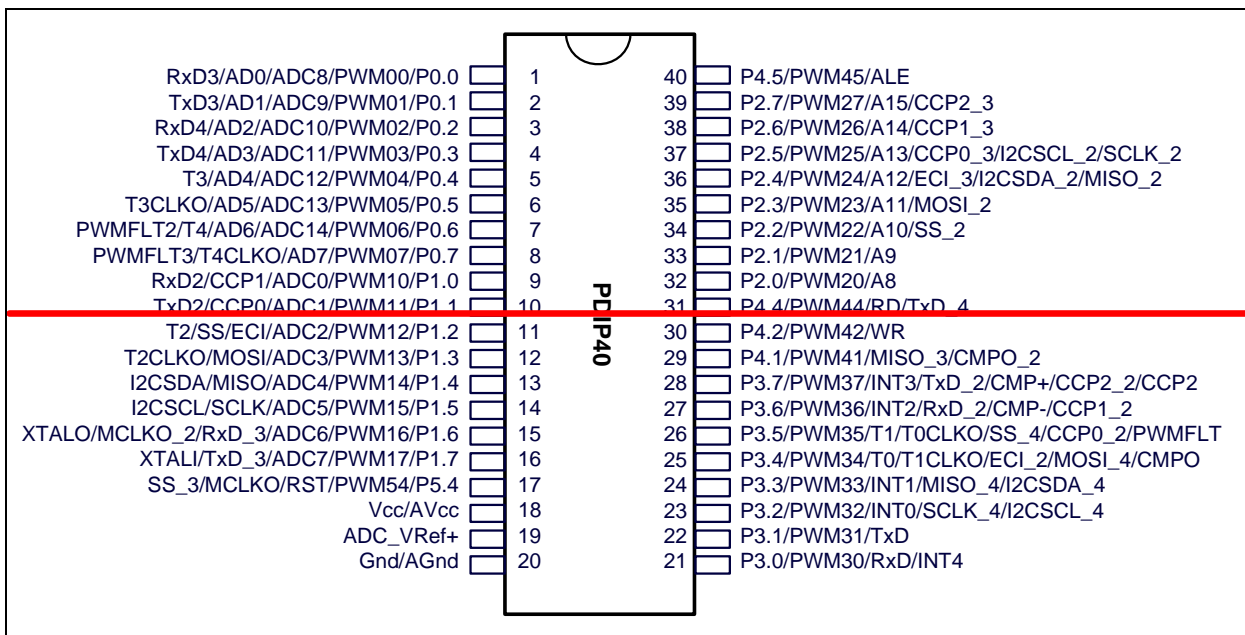 RxD3/AD0/ADC8/PWM00/P0.0 1 40 P4.5/PWM45/ALE
TxD3/AD1/ADC9/PWM01/P0.1 2 39 P2.7/PWM27/A15/CCP2_3
RxD4/AD2/ADC10/PWM02/P0.2 3 38 P2.6/PWM26/A14/CCP1_3
TxD4/AD3/ADC11/PWM03/P0.3 4 37 P2.5/PWM25/A13/CCP0_3/I2CSCL_2/SCLK_2
T3/AD4/ADC12/PWM04/P0.4 5 36 P2.4/PWM24/A12/ECI_3/I2CSDA_2/MISO_2
T3CLKO/AD5/ADC13/PWM05/P0.5 6 35 P2.3/PWM23/A11/MOSI_2
PWMFLT2/T4/AD6/ADC14/PWM06/P0.6 7 34 P2.2/PWM22/A10/SS_2
PWMFLT3/T4CLKO/AD7/PWM07/P0.7 8 33 P2.1/PWM21/A9
RxD2/CCP1/ADC0/PWM10/P1.0 9 32 P2.0/PWM20/A8
TxD2/CCP0/ADC1/PWM11/P1.1 10 31 P4.4/PWM44/RD/TxD_4
T2/SS/ECI/ADC2/PWM12/P1.2 11 30 P4.2/PWM42/WR
T2CLKO/MOSI/ADC3/PWM13/P1.3 12 29 P4.1/PWM41/MISO_3/CMPO_2
I2CSDA/MISO/ADC4/PWM14/P1.4 13 28 P3.7/PWM37/INT3/TxD_2/CMP+/CCP2_2/CCP2
I2CSCL/SCLK/ADC5/PWM15/P1.5 14 27 P3.6/PWM36/INT2/RxD_2/CMP-/CCP1_2
XTALO/MCLKO_2/RxD_3/ADC6/PWM16/P1.6 15 26 P3.5/PWM35/T1/T0CLKO/SS_4/CCP0_2/PWMFLT
XTALI/TxD_3/ADC7/PWM17/P1.7 16 25 P3.4/PWM34/T0/T1CLKO/ECI_2/MOSI_4/CMPO
SS_3/MCLKO/RST/PWM54/P5.4 17 24 P3.3/PWM33/INT1/MISO_4/I2CSDA_4
Vcc/AVcc 18 23 P3.2/PWM32/INT0/SCLK_4/I2CSCL_4
ADC_VRef+ 19 22 P3.1/PWM31/TxD
Gnd/AGnd 20 21 P3.0/PWM30/RxD/INT4
PDIP40